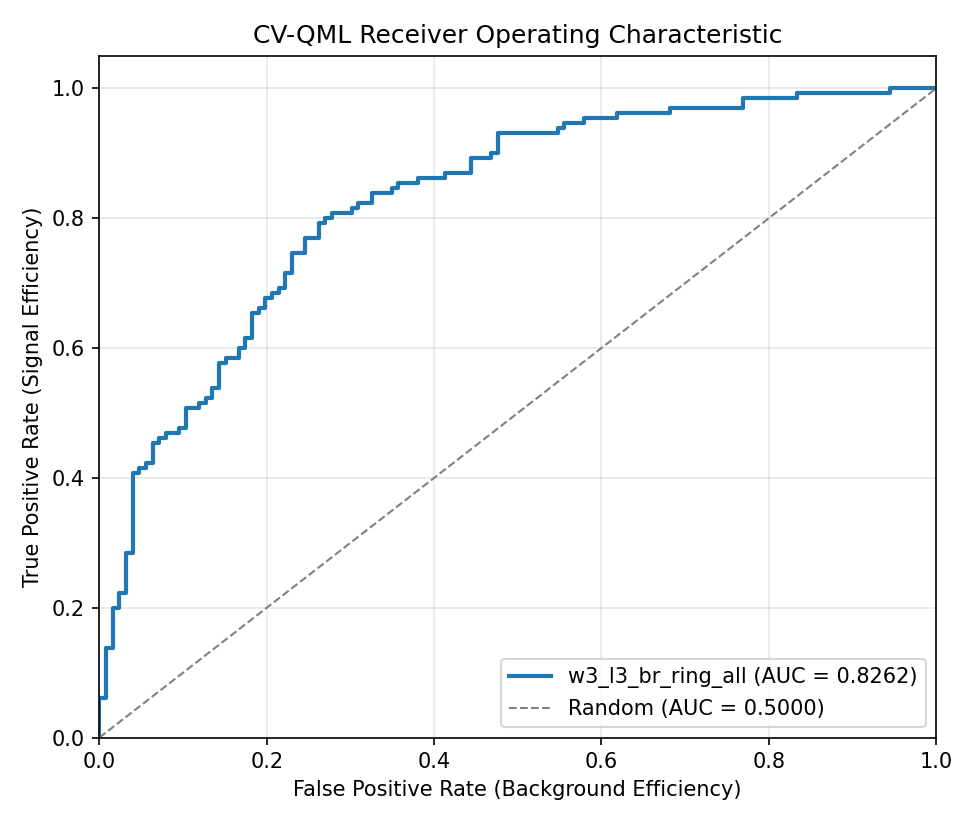 CV-QML Receiver Operating Characteristic
True Positive Rate (Signal Efficiency)
1.0
0.8
0.6
0.4
0.2
0.0
w3_l3_br_ring_all (AUC = 0.8262)
Random (AUC = 0.5000)
0.0 0.2 0.4 0.6 0.8 1.0
False Positive Rate (Background Efficiency)